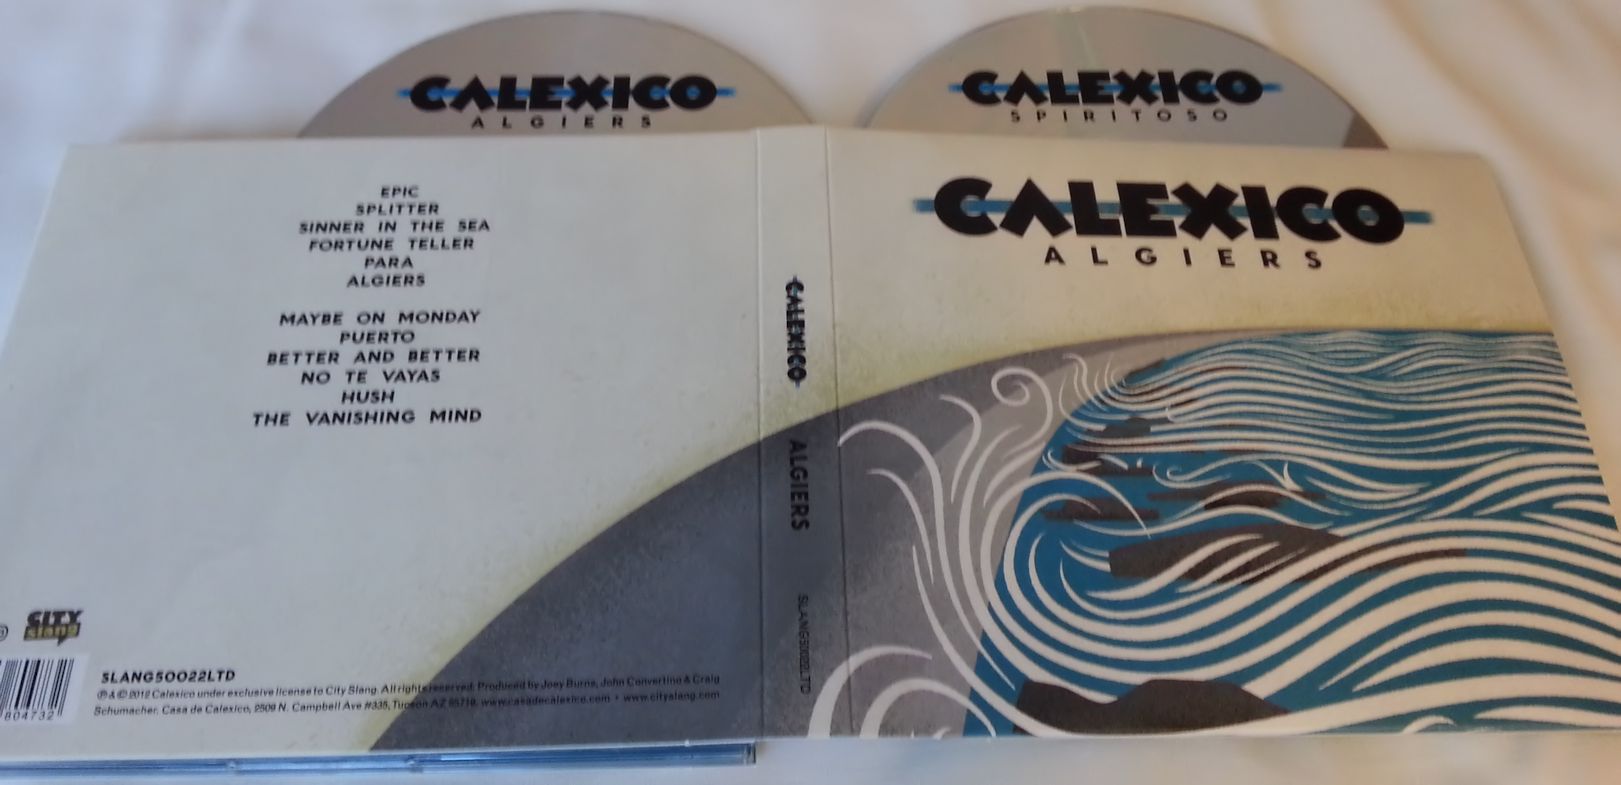 CALEXICO
ALGIERS
CALEXICO
SPIRITOSO
EPIC
SPLITTER
SINNER IN THE SEA
FORTUNE TELLER
PARA
ALGIERS
MAYBE ON MONDAY
PUERTO
BETTER AND BETTER
NO TE VAYAS
HUSH
THE VANISHING MIND
CITY
slang
SLANG50022LTD
℗ & © 2012 Calexico under exclusive license to City Slang. All rights reserved. Produced by Joey Burns, John Convertino & Craig
Schumacher. Casa de Calexico, 2509 N. Campbell Ave #335, Tucson AZ 85719. www.casadecalexico.com • www.cityslang.com
804732
CALEXICO ALGIERS SLANG50022LTD
CALEXICO
ALGIERS